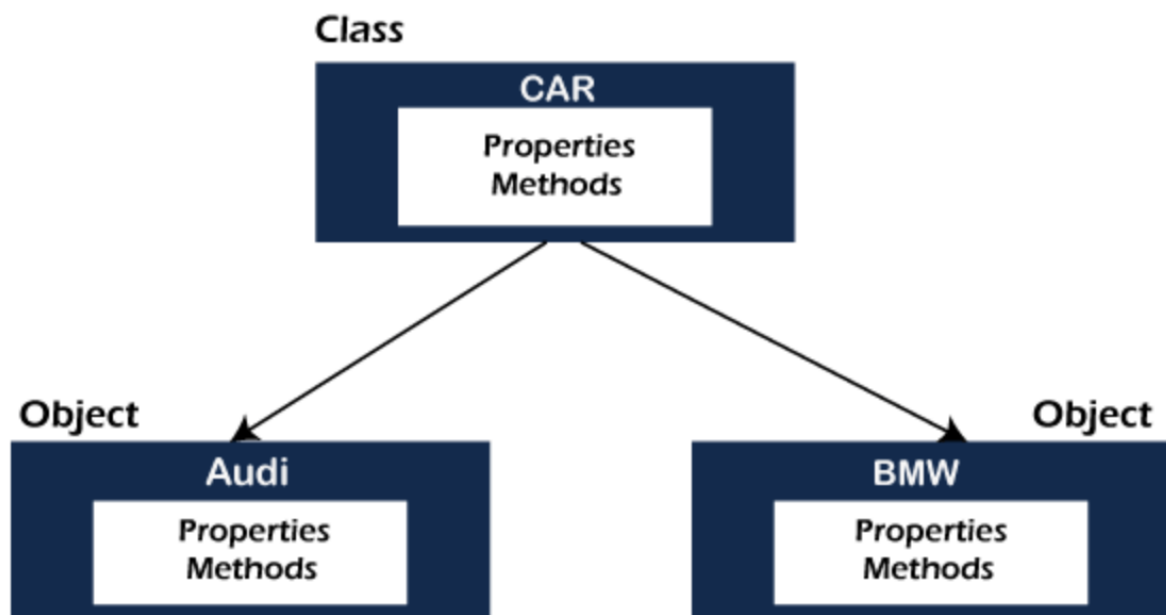 Class
CAR
Properties
Methods
Object
Object
Audi
BMW
Properties
Methods
Properties
Methods